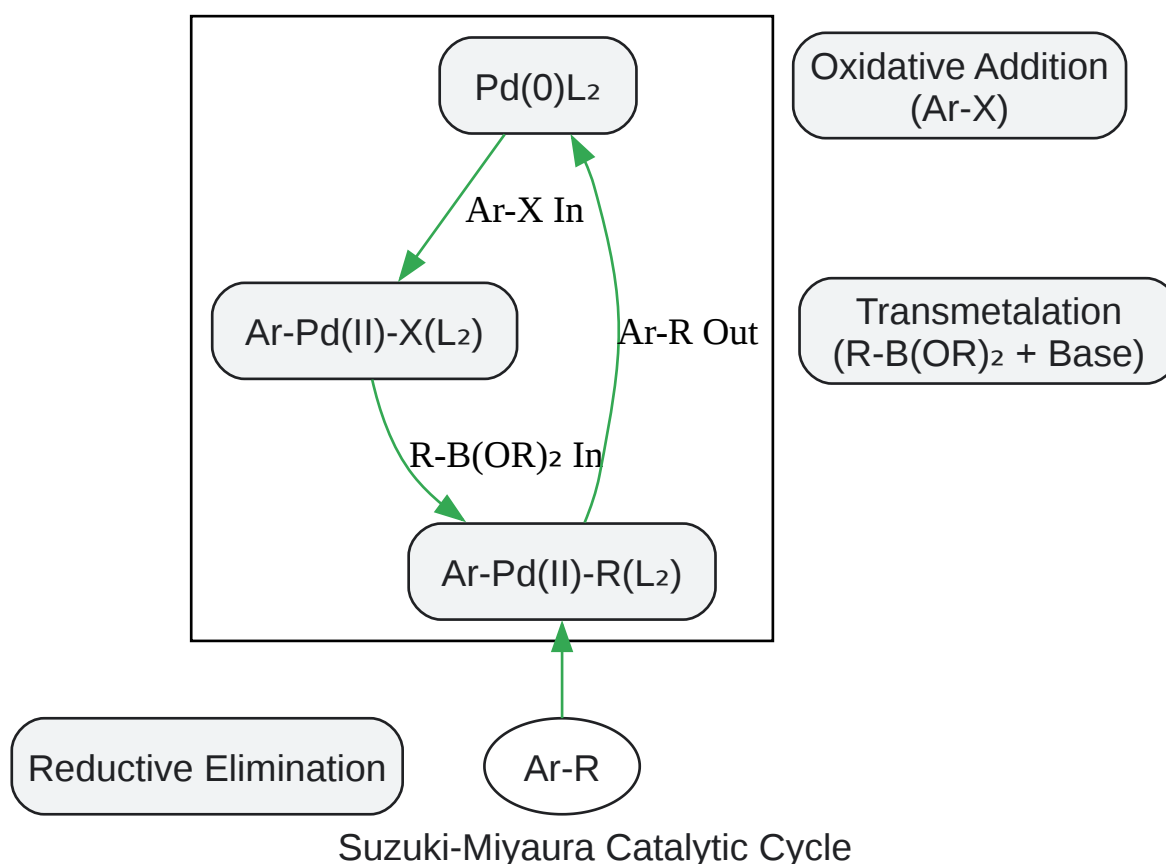 Pd(0)L₂
Oxidative Addition
(Ar-X)
Ar-X In
Ar-Pd(II)-X(L₂)
Ar-R Out
Transmetalation
(R-B(OR)₂ + Base)
R-B(OR)₂ In
Ar-Pd(II)-R(L₂)
Reductive Elimination
Ar-R
Suzuki-Miyaura Catalytic Cycle